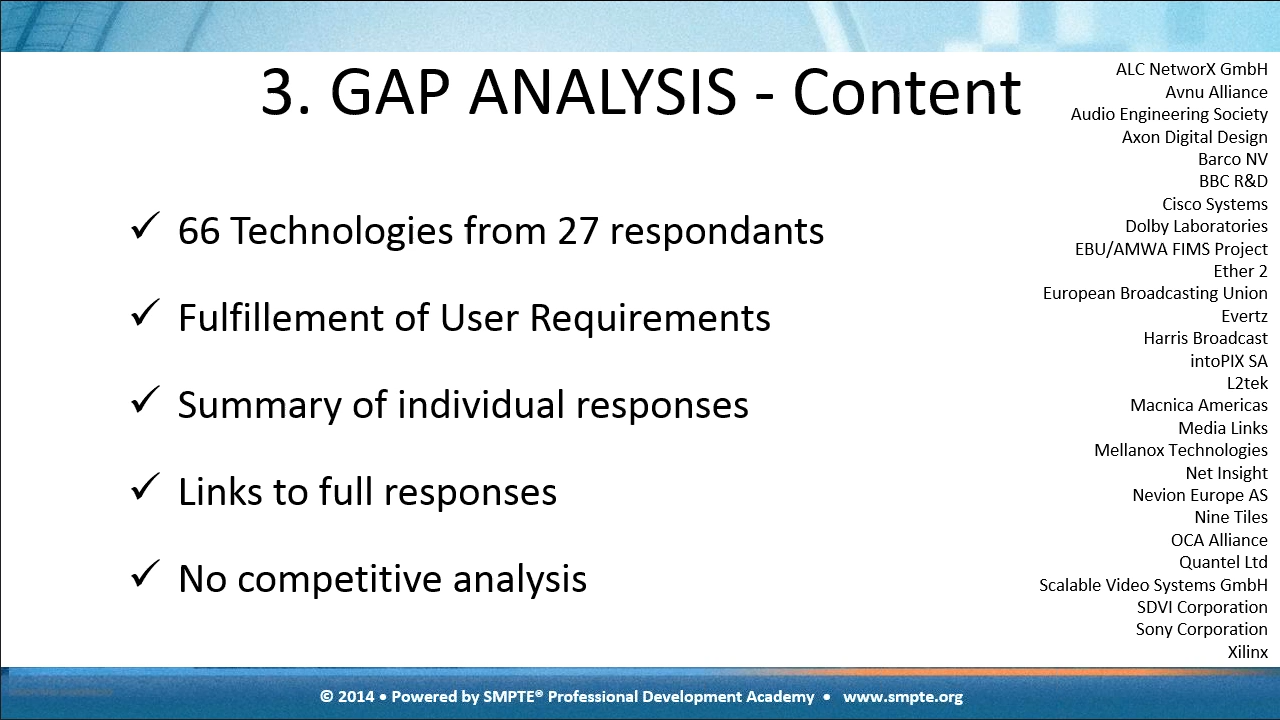 3. GAP ANALYSIS - Content
✓ 66 Technologies from 27 respondants
✓ Fulfillement of User Requirements
✓ Summary of individual responses
✓ Links to full responses
✓ No competitive analysis
ALC NetworX GmbH
Avnu Alliance
Audio Engineering Society
Axon Digital Design
Barco NV
BBC R&D
Cisco Systems
Dolby Laboratories
EBU/AMWA FIMS Project
Ether 2
European Broadcasting Union
Evertz
Harris Broadcast
intoPIX SA
L2tek
Macnica Americas
Media Links
Mellanox Technologies
Net Insight
Nevion Europe AS
Nine Tiles
OCA Alliance
Quantel Ltd
Scalable Video Systems GmbH
SDVI Corporation
Sony Corporation
Xilinx
© 2014 • Powered by SMPTE® Professional Development Academy • www.smpte.org